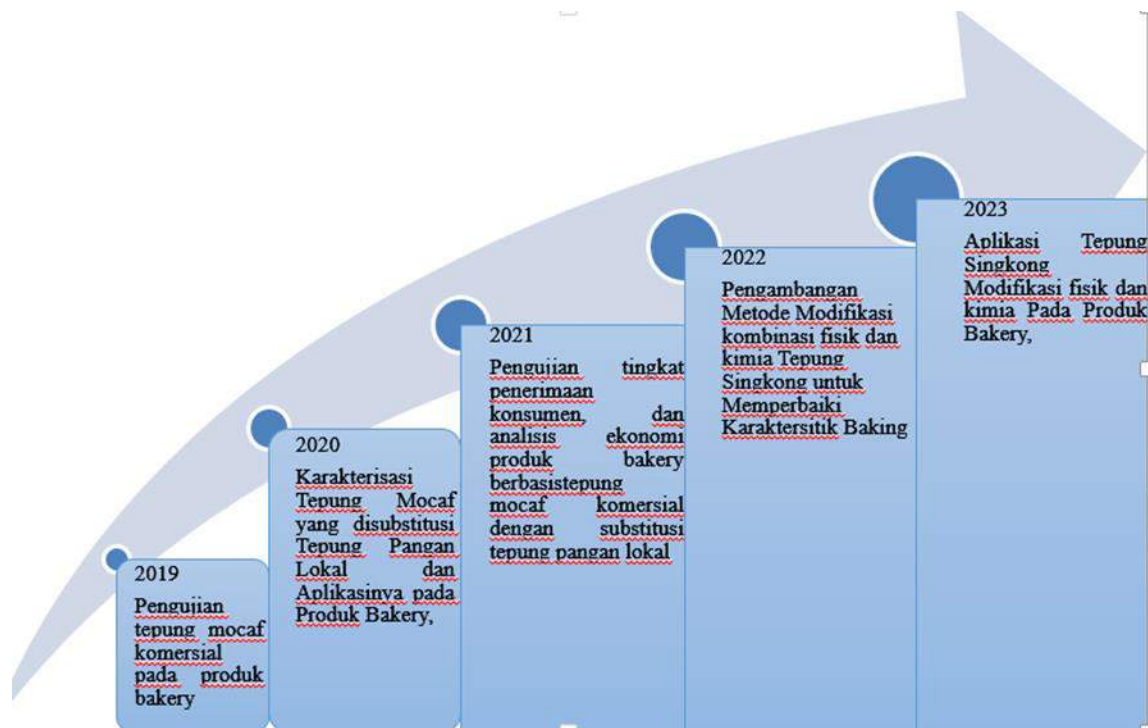 2019
Pengujian
tepung mocaf
komersial
pada produk
bakery
2020
Karakterisasi
Tepung Mocaf
yang disubstitusi
Tepung Pangan
Lokal dan
Aplikasinya pada
Produk Bakery,
2021
Pengujian tingkat
penerimaan
konsumen, dan
analisis ekonomi
produk bakery
berbasistepung
mocaf komersial
dengan substitusi
tepung pangan lokal
2022
Pengambangan
Metode Modifikasi
kombinasi fisik dan
kimia Tepung
Singkong untuk
Memperbaiki
Karaktersitik Baking
2023
Aplikasi Tepung
Singkong
Modifikasi fisik dan
kimia Pada Produk
Bakery,